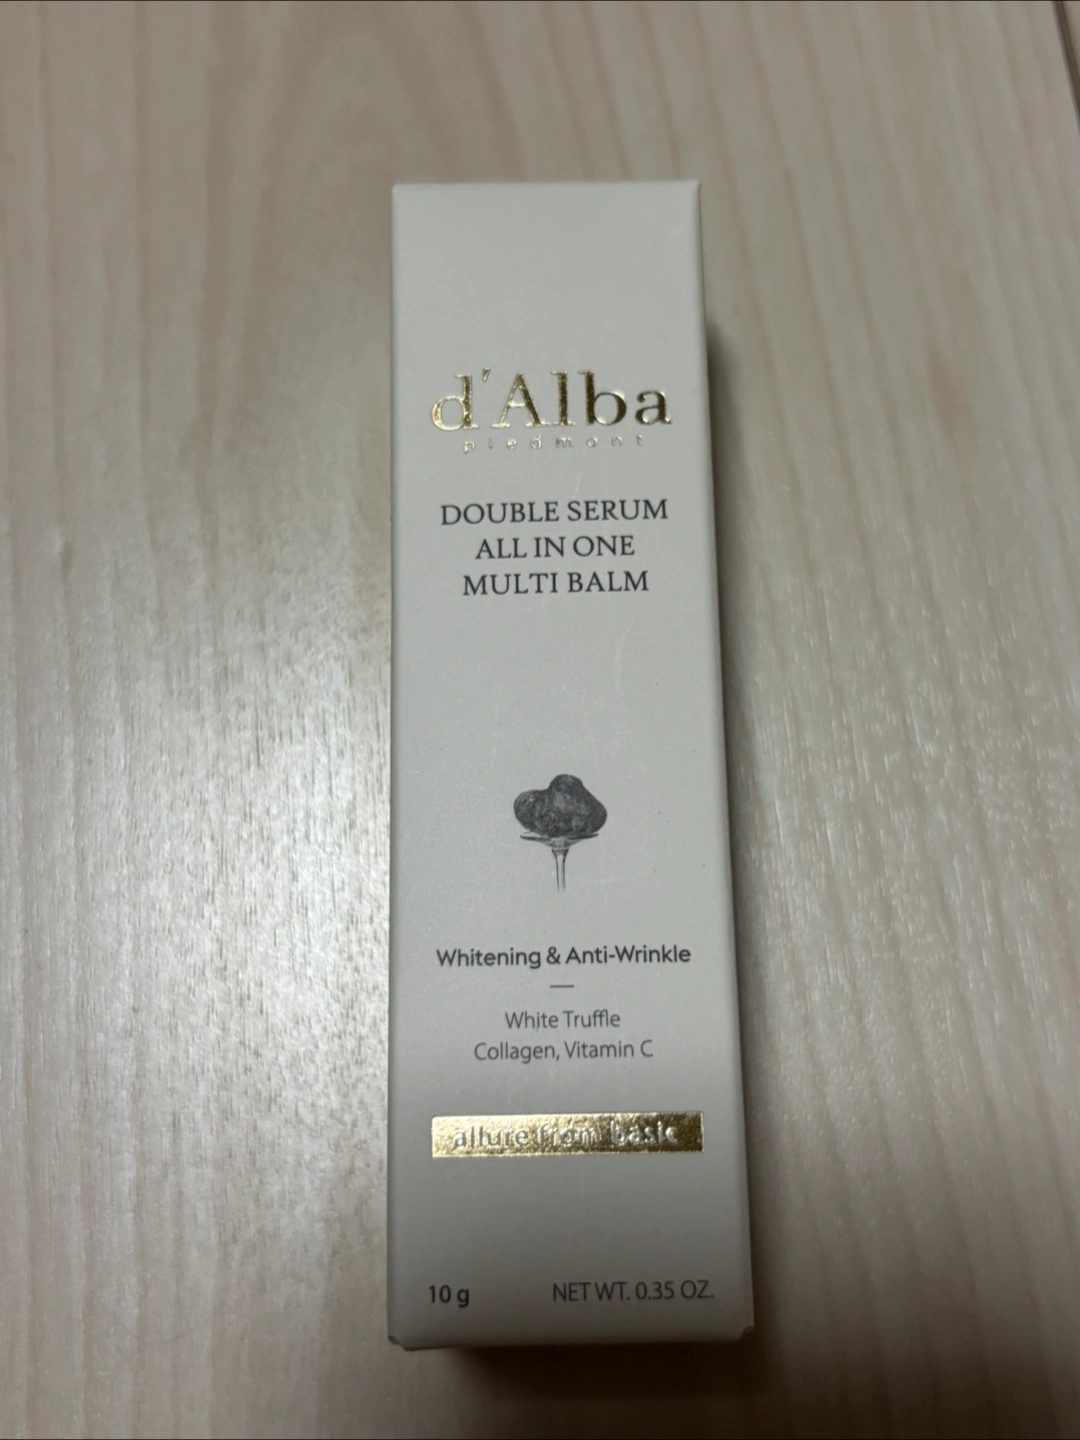 d'Alba
piedmont
DOUBLE SERUM
ALL IN ONE
MULTI BALM
Whitening & Anti-Wrinkle
White Truffle
Collagen, Vitamin C
allure from basic
10 g NET WT. 0.35 OZ.